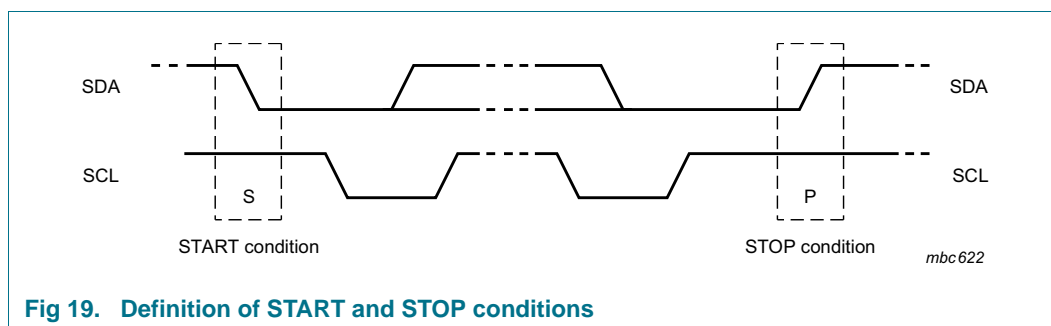 SDA
SDA
SCL
SCL
S
P
START condition
STOP condition
mbc622
Fig 19. Definition of START and STOP conditions